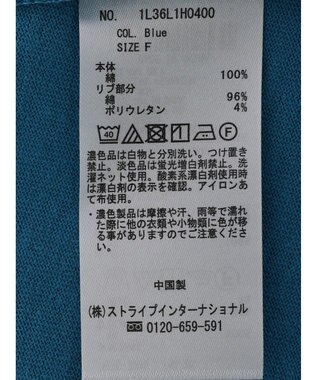 NO. 1L36L1H0400
COL. Blue
SIZE F
本体
綿 100%
リブ部分
綿 96%
ポリウレタン 4%
40
F
濃色品は白物と分別洗い。つけ置き
禁止。淡色品は蛍光増白剤禁止。洗
濯ネット使用。酸素系漂白剤使用時
は漂白剤の表示を確認。アイロンあ
て布使用。
・濃色製品は摩擦や汗、雨等で濡れ
た際に他の衣類や小物類に色が移
る事がありますのでご注意ください。
中国製
(株)ストライプインターナショナル
0120-659-591